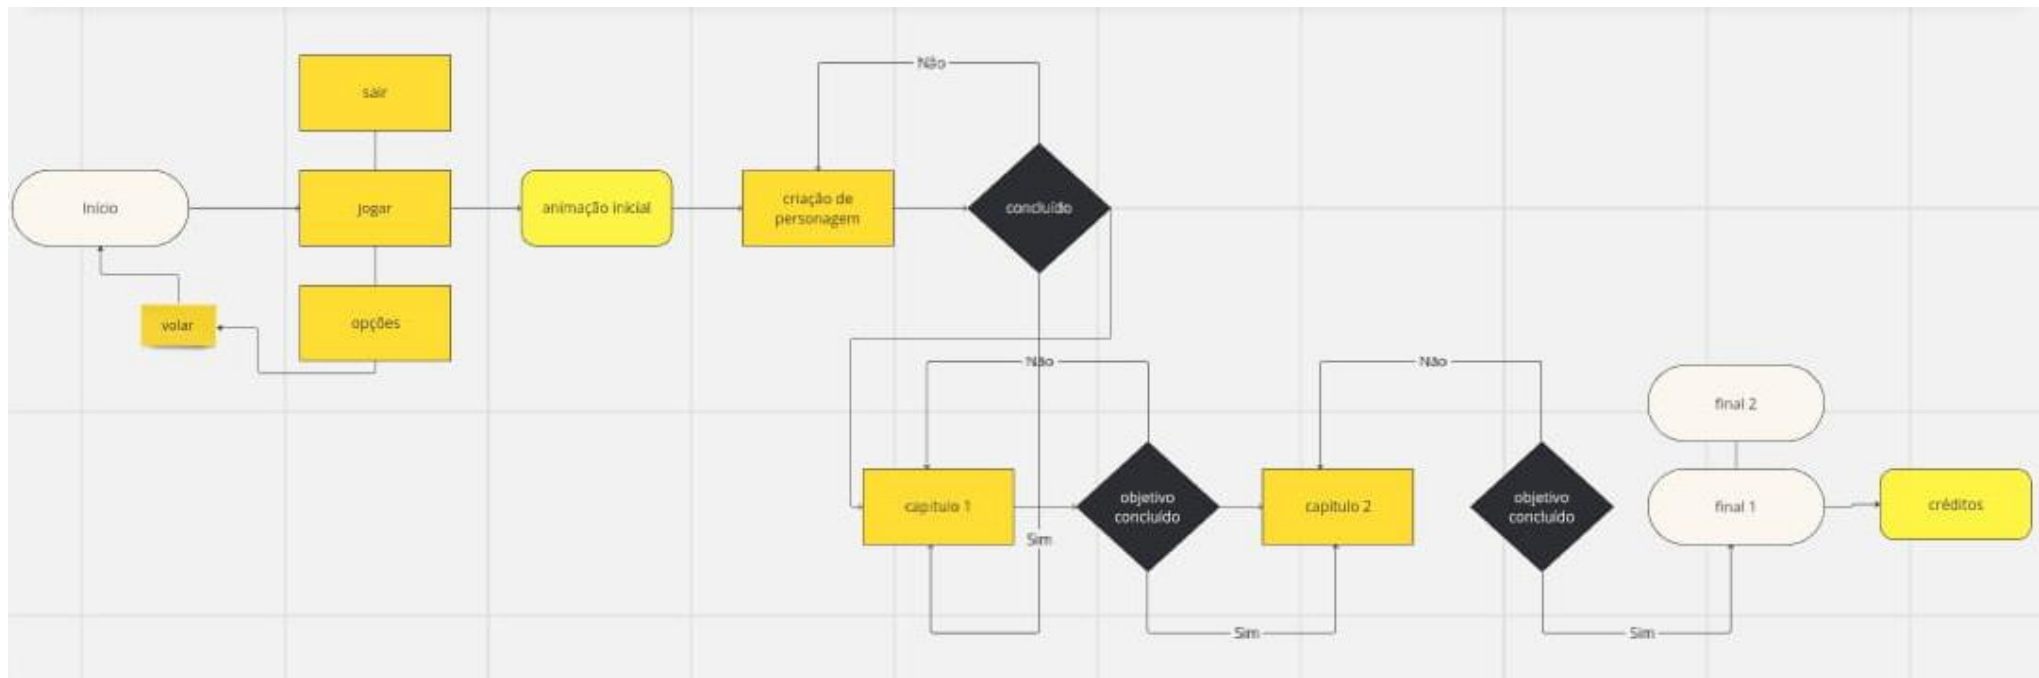 sair
Início
jogar
opções
volar
animação inicial
criação de
personagem
Não
concluído
Não
Sim
capítulo 1
objetivo
concluído
Sim
capítulo 2
Não
objetivo
concluído
Sim
final 2
final 1
créditos